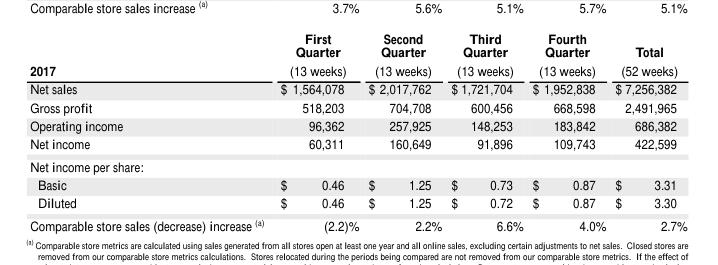 Comparable store sales increase (a) 3.7% 5.6% 5.1% 5.7% 5.1%
First Quarter Second Quarter Third Quarter Fourth Quarter Total
2017 (13 weeks) (13 weeks) (13 weeks) (13 weeks) (52 weeks)
Net sales $ 1,564,078 $ 2,017,762 $ 1,721,704 $ 1,952,838 $ 7,256,382
Gross profit 518,203 704,708 600,456 668,598 2,491,965
Operating income 96,362 257,925 148,253 183,842 686,382
Net income 60,311 160,649 91,896 109,743 422,599
Net income per share:
Basic $ 0.46 $ 1.25 $ 0.73 $ 0.87 $ 3.31
Diluted $ 0.46 $ 1.25 $ 0.72 $ 0.87 $ 3.30
Comparable store sales (decrease) increase (a) (2.2)% 2.2% 6.6% 4.0% 2.7%
(a) Comparable store metrics are calculated using sales generated from all stores open at least one year and all online sales, excluding certain adjustments to net sales. Closed stores are
removed from our comparable store metrics calculations. Stores relocated during the periods being compared are not removed from our comparable store metrics. If the effect of